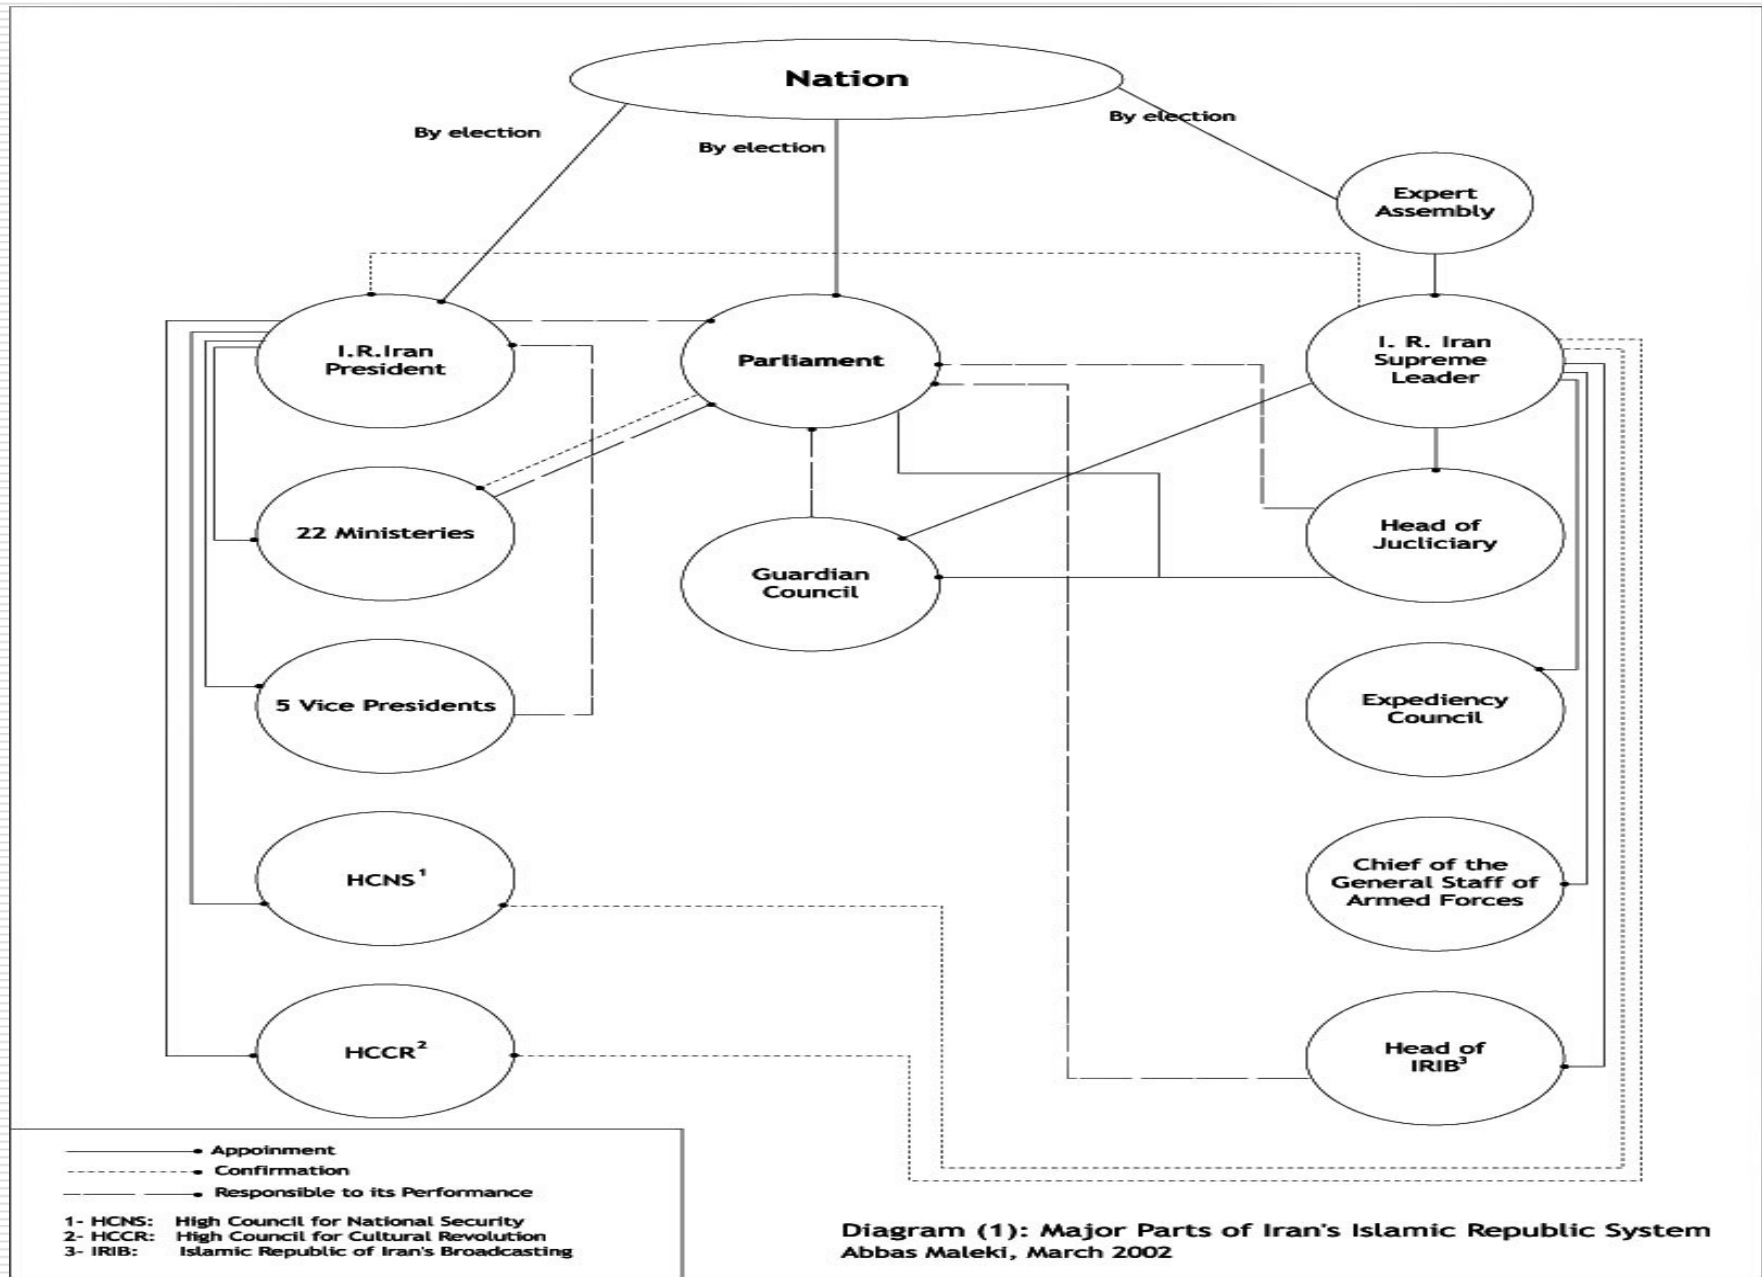 Nation
By election
By election
By election
Expert
Assembly
I.R.Iran
President
Parliament
I. R. Iran
Supreme
Leader
22 Ministeries
Guardian
Council
Head of
Jucliciary
5 Vice Presidents
Expediency
Council
HCNS¹
Chief of the
General Staff of
Armed Forces
HCCR²
Head of
IRIB³
Appoinment
Confirmation
Responsible to its Performance
1- HCNS: High Council for National Security
2- HCCR: High Council for Cultural Revolution
3- IRIB: Islamic Republic of Iran's Broadcasting
Diagram (1): Major Parts of Iran's Islamic Republic System
Abbas Maleki, March 2002